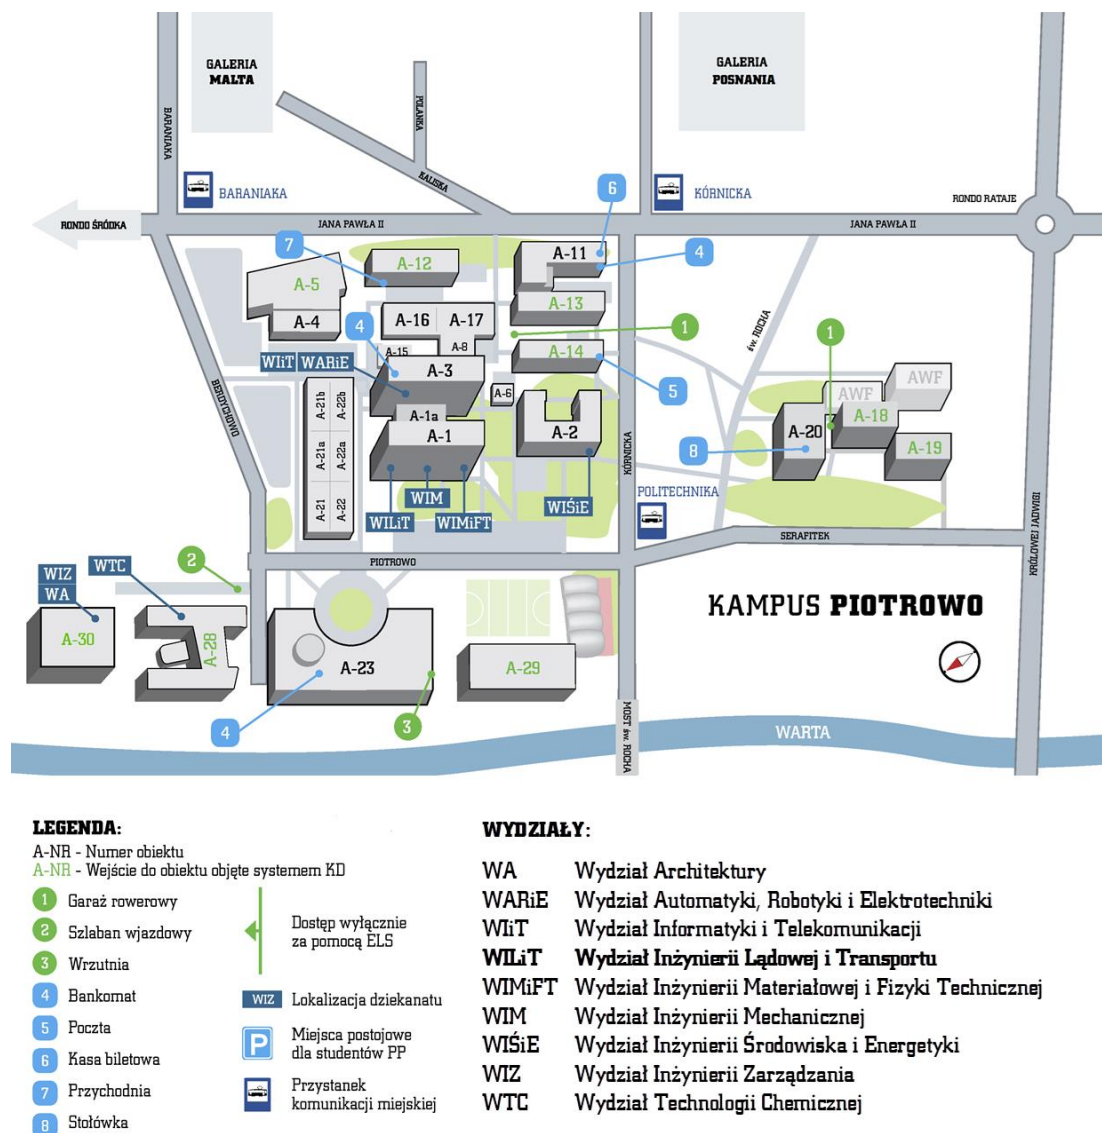 GALERIA
MALTA
GALERIA
POSNANIA
BARANIAKA
POLANKA
KALISKA
BARANIAKA
6
KÓRNICKA
RONDO RATAJE
RONDO ŚRÓDKA
JANA PAWŁA II
JANA PAWŁA II
7
A-12
A-11
4
A-5
A-13
A-4
A-16
A-17
4
1
św. ROCHA
1
A-15
A-8
A-14
WIiT
WARiE
A-3
AWF
AWF
A-6
5
BERDYCHOWO
A-21b
A-22b
A-1a
A-18
A-1
A-2
A-20
A-19
KÓRNICKA
8
A-21a
A-22a
WIM
WILiT
WIMiFT
WIŚiE
POLITECHNIKA
A-21
A-22
SERAFITEK
KRÓLOWEJ JADWIGI
2
PIOTROWO
WIZ
WA
WTC
KAMPUS PIOTROWO
A-30
A-28
A-23
A-29
4
3
MOST św. ROCHA
WARTA
LEGENDA:
A-NR - Numer obiektu
A-NR - Wejście do obiektu objęte systemem KD
1 Garaż rowerowy
2 Szlaban wjazdowy
3 Wrzutnia
4 Bankomat
5 Poczta
6 Kasa biletowa
7 Przychodnia
8 Stołówka
Dostęp wyłącznie
za pomocą ELS
WIZ Lokalizacja dziekanatu
P Miejsca postojowe
dla studentów PP
Przystanek
komunikacji miejskiej
WYDZIAŁY:
WA Wydział Architektury
WARiE Wydział Automatyki, Robotyki i Elektrotechniki
WIiT Wydział Informatyki i Telekomunikacji
WILiT Wydział Inżynierii Lądowej i Transportu
WIMiFT Wydział Inżynierii Materiałowej i Fizyki Technicznej
WIM Wydział Inżynierii Mechanicznej
WIŚiE Wydział Inżynierii Środowiska i Energetyki
WIZ Wydział Inżynierii Zarządzania
WTC Wydział Technologii Chemicznej